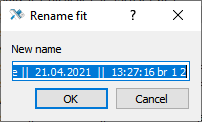 Rename fit
New name
e || 21.04.2021 || 13:27:16 br 1 2
OK
Cancel